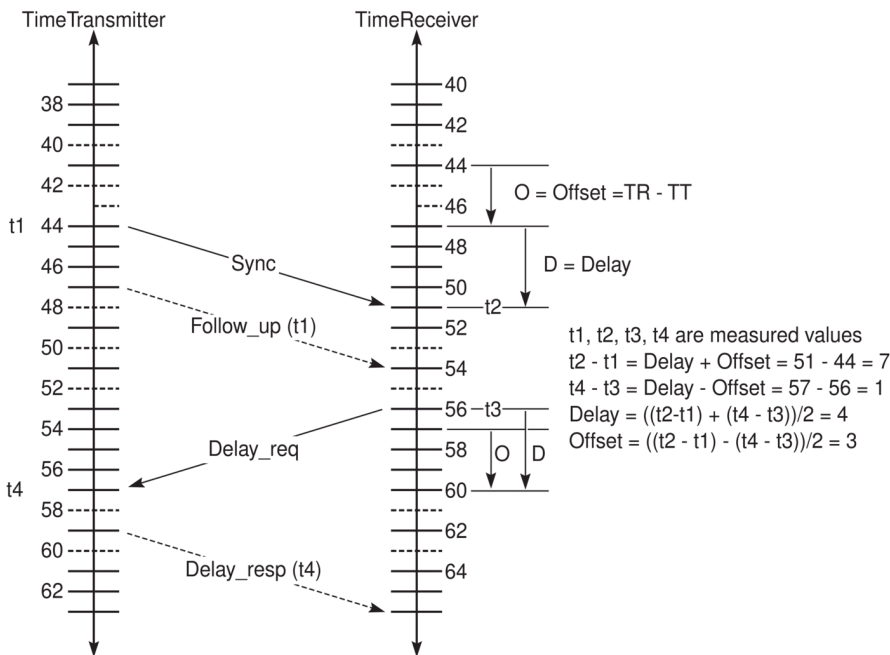 TimeTransmitter
TimeReceiver
38
40
42
t1 44
46
48
50
52
54
56
t4
58
60
62
40
42
44
46
48
50
t2
52
54
56 t3
58
60
62
64
O = Offset =TR - TT
D = Delay
Sync
Follow_up (t1)
Delay_req
Delay_resp (t4)
O
D
t1, t2, t3, t4 are measured values
t2 - t1 = Delay + Offset = 51 - 44 = 7
t4 - t3 = Delay - Offset = 57 - 56 = 1
Delay = ((t2-t1) + (t4 - t3))/2 = 4
Offset = ((t2 - t1) - (t4 - t3))/2 = 3